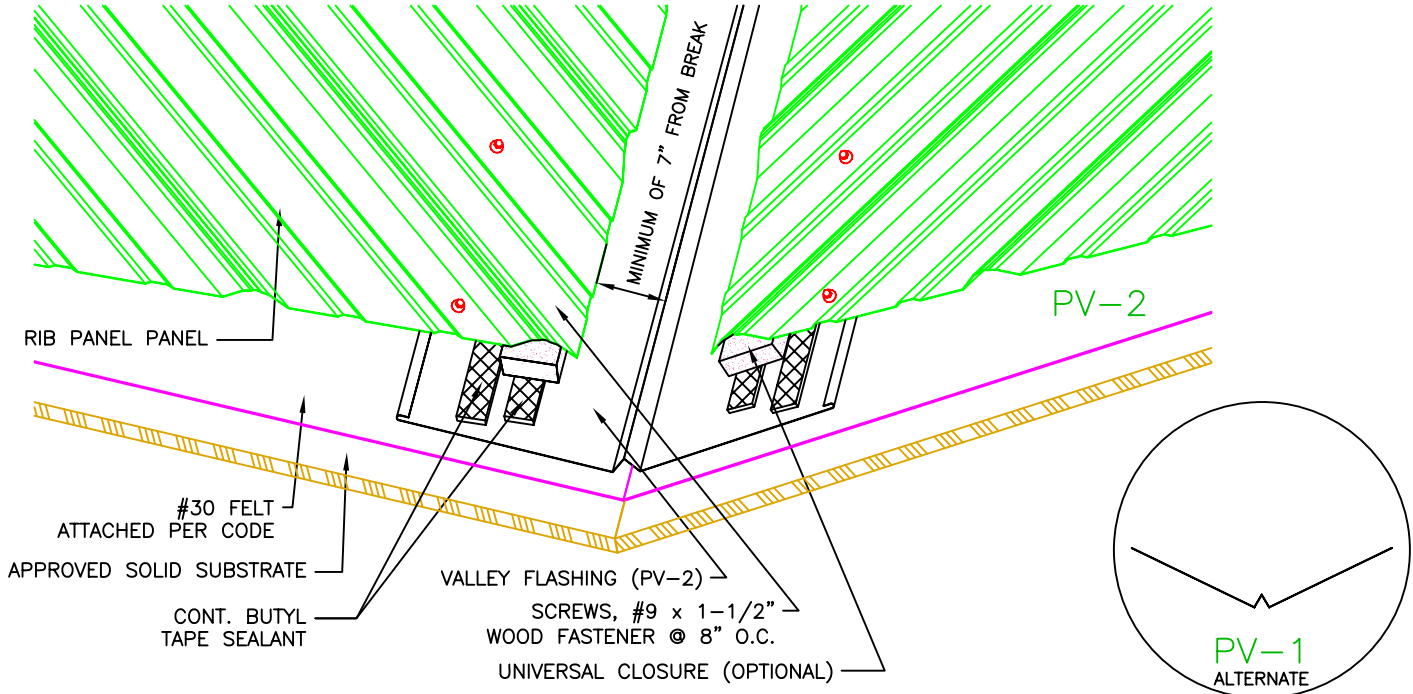 MINIMUM OF 7" FROM BREAK
PV-2
RIB PANEL PANEL
#30 FELT
ATTACHED PER CODE
APPROVED SOLID SUBSTRATE
CONT. BUTYL
TAPE SEALANT
VALLEY FLASHING (PV-2)
SCREWS, #9 x 1-1/2"
WOOD FASTENER @ 8" O.C.
UNIVERSAL CLOSURE (OPTIONAL)
PV-1
ALTERNATE